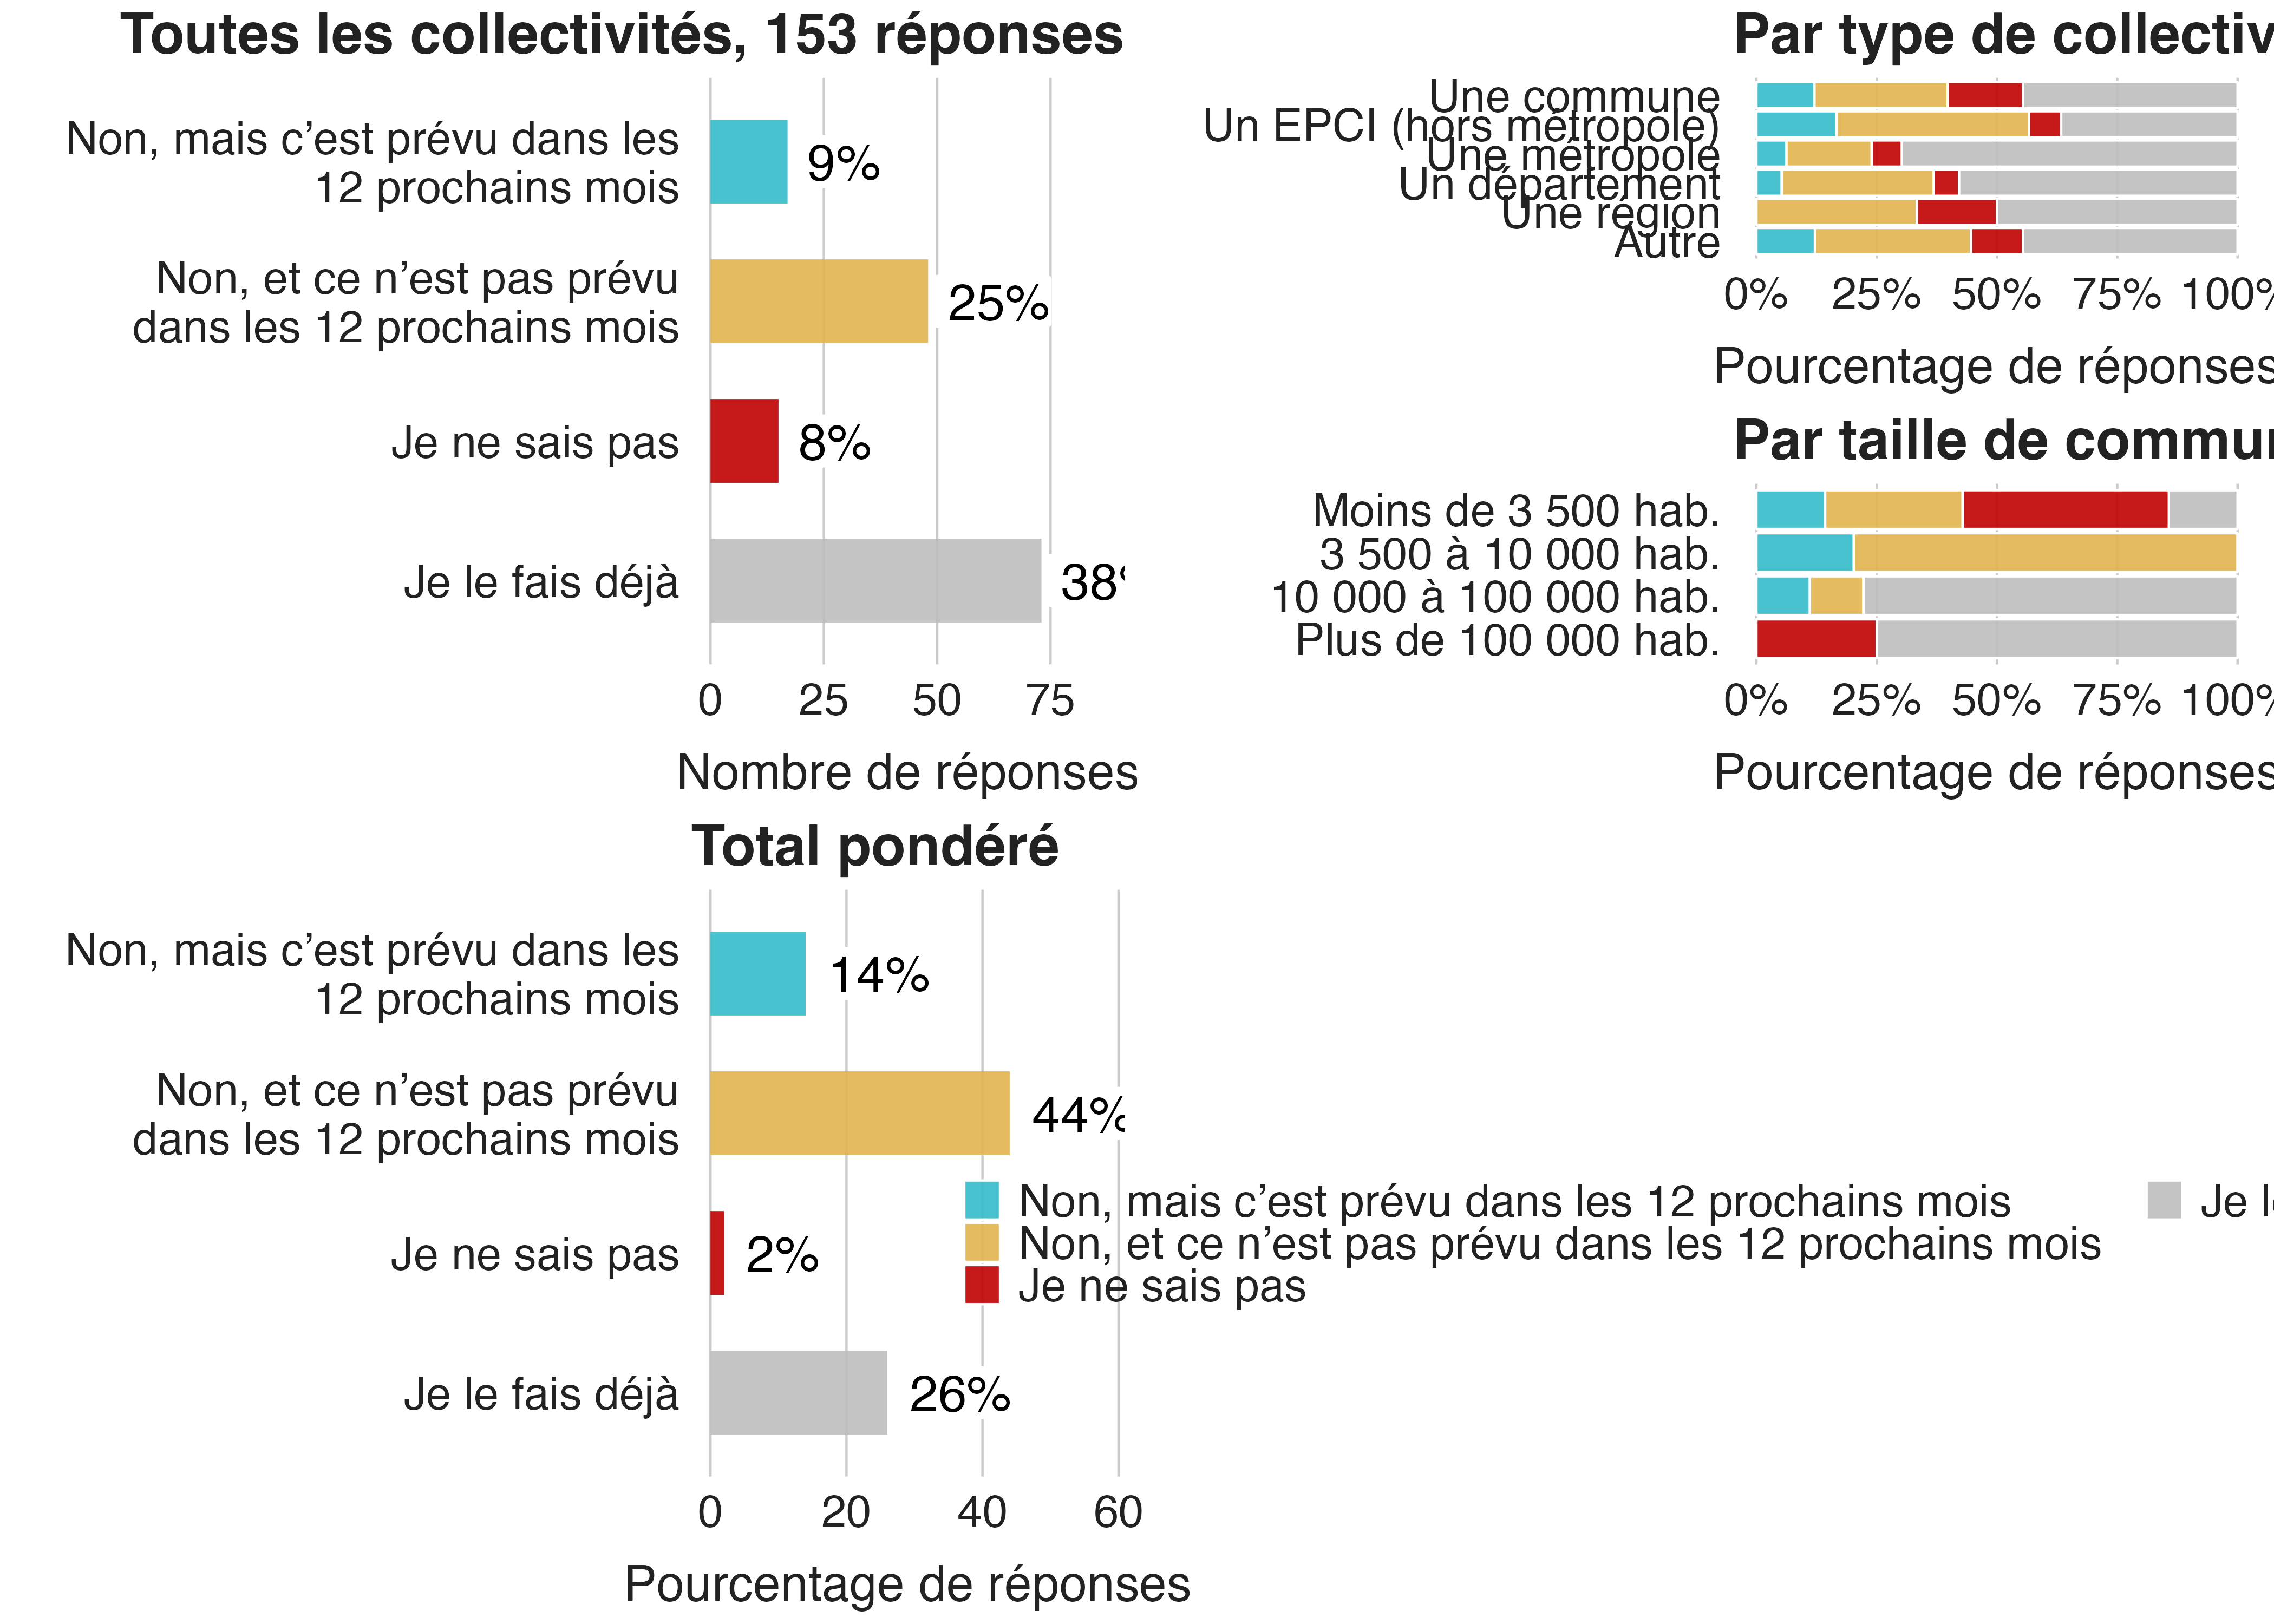 Toutes les collectivités, 153 réponses
Non, mais c’est prévu dans les
12 prochains mois
9%
Non, et ce n’est pas prévu
dans les 12 prochains mois
25%
Je ne sais pas
8%
Je le fais déjà
38%
0 25 50 75
Nombre de réponses
Par type de collectiv
Une commune
Un EPCI (hors métropole)
Une métropole
Un département
Une région
Autre
0% 25% 50% 75% 100%
Pourcentage de réponses
Par taille de commun
Moins de 3 500 hab.
3 500 à 10 000 hab.
10 000 à 100 000 hab.
Plus de 100 000 hab.
0% 25% 50% 75% 100%
Pourcentage de réponses
Total pondéré
Non, mais c’est prévu dans les
12 prochains mois
14%
Non, et ce n’est pas prévu
dans les 12 prochains mois
44%
Je ne sais pas
2%
Je le fais déjà
26%
0 20 40 60
Pourcentage de réponses
Non, mais c’est prévu dans les 12 prochains mois
Non, et ce n’est pas prévu dans les 12 prochains mois
Je ne sais pas
Je